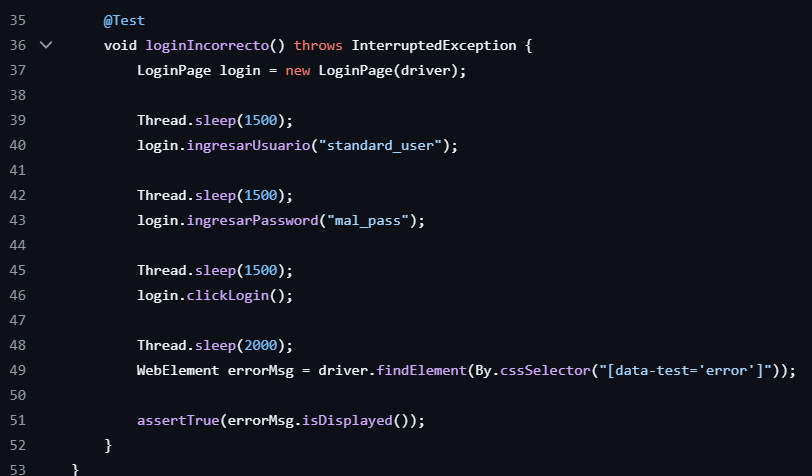 35 @Test
36 void loginIncorrecto() throws InterruptedException {
37 LoginPage login = new LoginPage(driver);
38
39 Thread.sleep(1500);
40 login.ingresarUsuario("standard_user");
41
42 Thread.sleep(1500);
43 login.ingresarPassword("mal_pass");
44
45 Thread.sleep(1500);
46 login.clickLogin();
47
48 Thread.sleep(2000);
49 WebElement errorMsg = driver.findElement(By.cssSelector("[data-test='error']"));
50
51 assertTrue(errorMsg.isDisplayed());
52 }
53 }